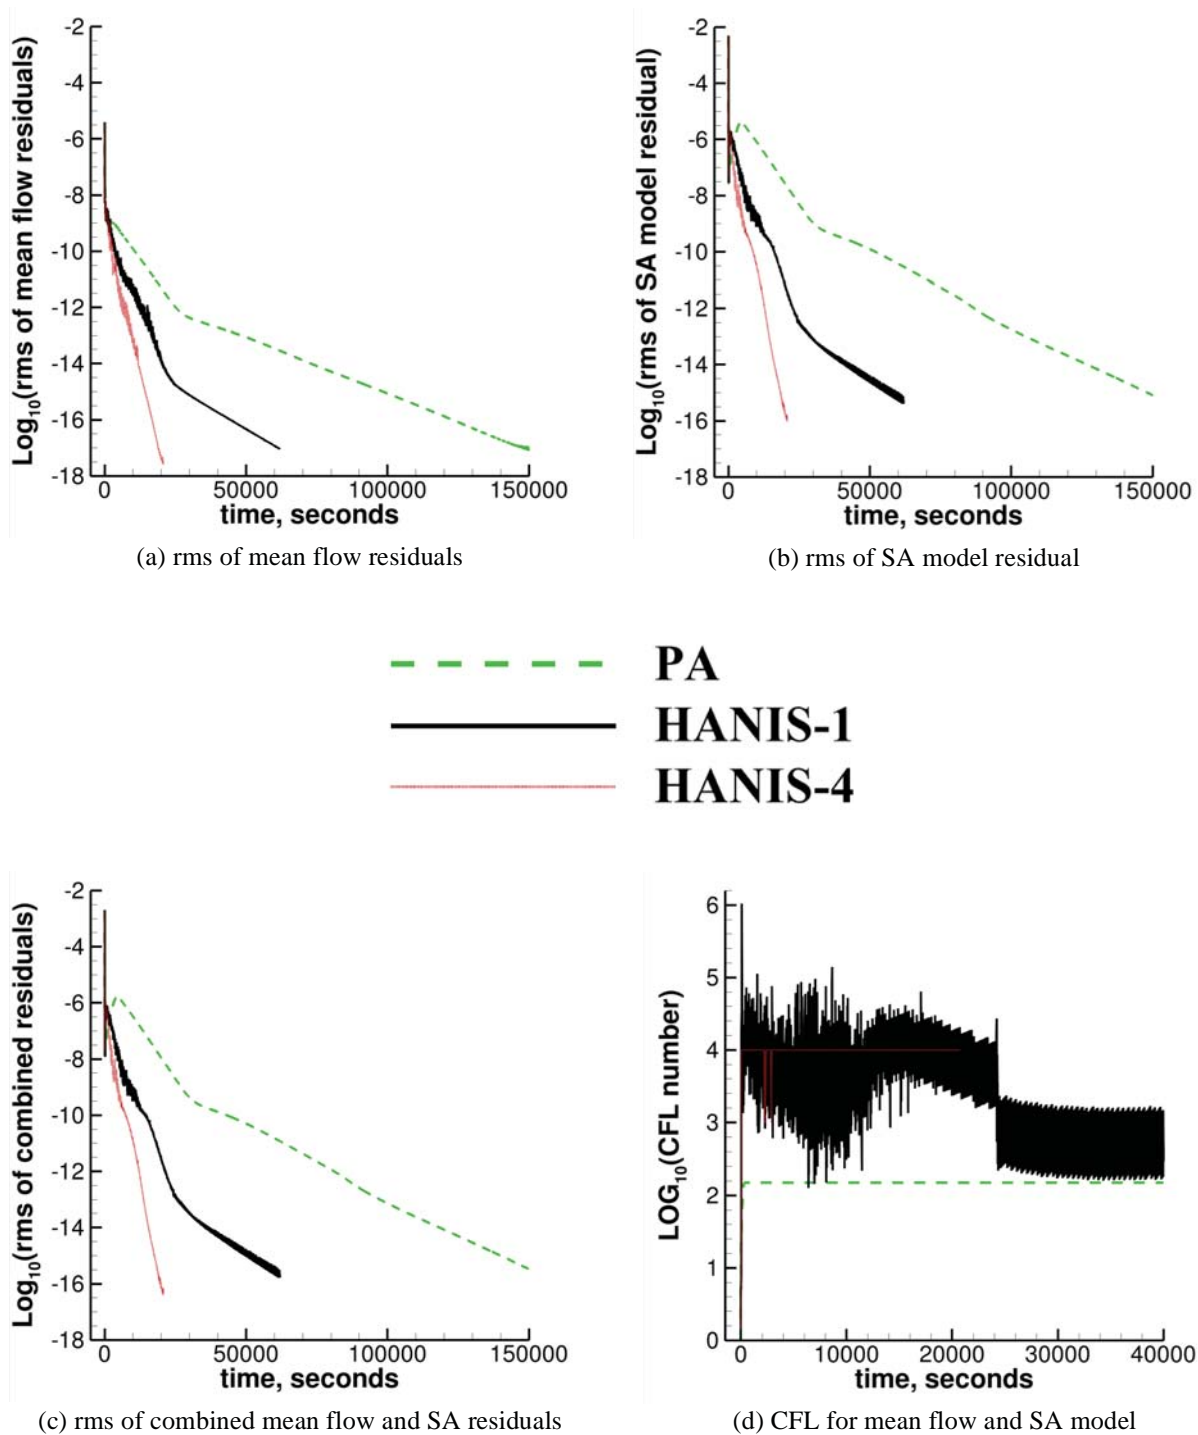 -2
-4
-6
-8
-10
-12
-14
-16
-18
Log10(rms of mean flow residuals)
0 50000 100000 150000
time, seconds
(a) rms of mean flow residuals
-2
-4
-6
-8
-10
-12
-14
-16
-18
Log10(rms of SA model residual)
0 50000 100000 150000
time, seconds
(b) rms of SA model residual
PA
HANIS-1
HANIS-4
-2
-4
-6
-8
-10
-12
-14
-16
-18
Log10(rms of combined residuals)
0 50000 100000 150000
time, seconds
(c) rms of combined mean flow and SA residuals
6
5
4
3
2
1
0
LOG10(CFL number)
0 10000 20000 30000 40000
time, seconds
(d) CFL for mean flow and SA model